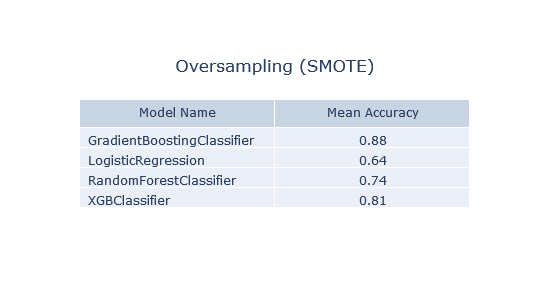 Oversampling (SMOTE)
Model Name Mean Accuracy
GradientBoostingClassifier 0.88
LogisticRegression 0.64
RandomForestClassifier 0.74
XGBClassifier 0.81